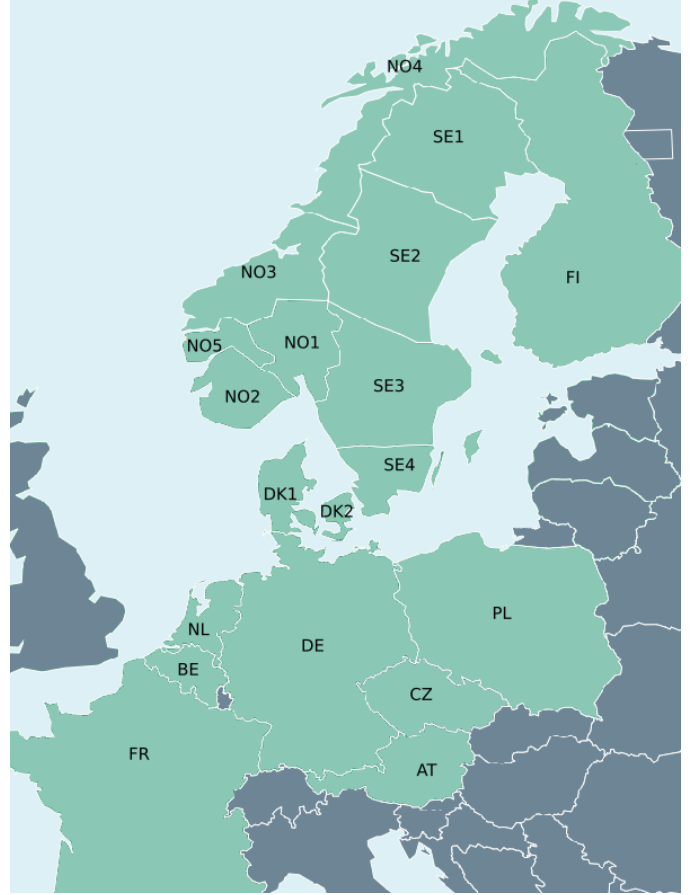 NO4
SE1
SE2
NO3
FI
NO5
NO1
NO2
SE3
SE4
DK1
DK2
PL
NL
DE
BE
CZ
FR
AT